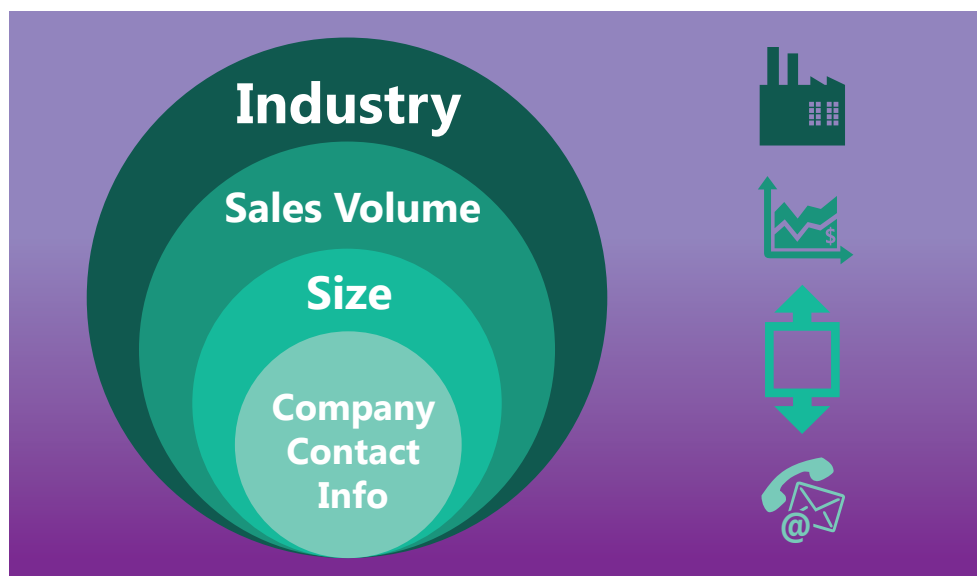 Industry
Sales Volume
$
Size
Company
Contact
Info
@